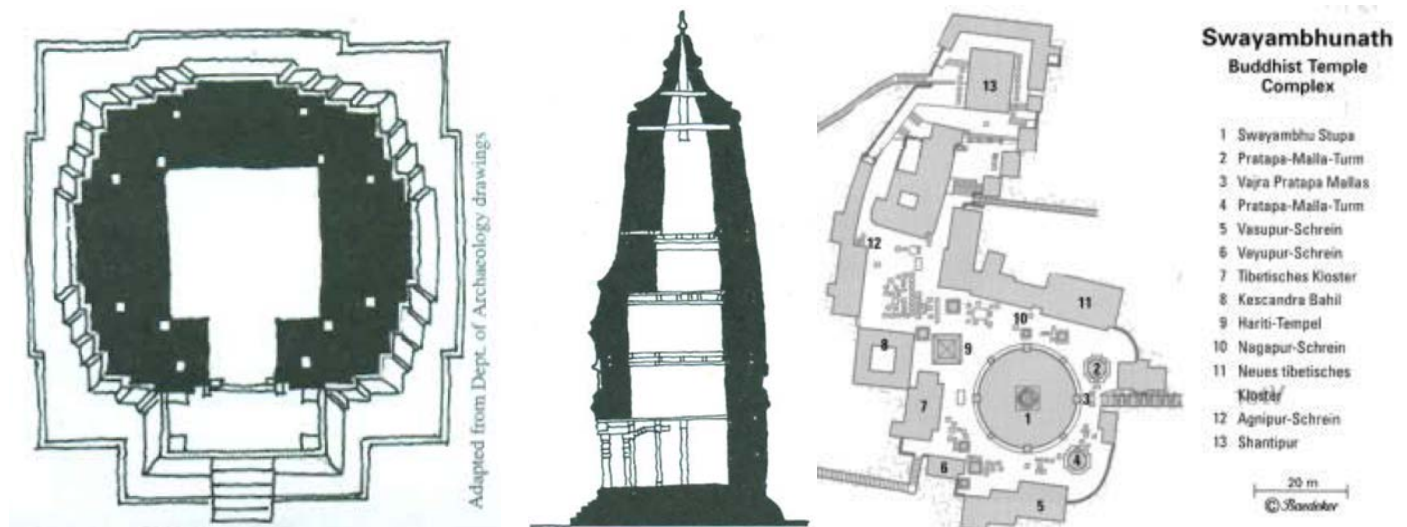 Adapted from Dept. of Archaeology drawings
13
12
11
10
9
8
2
7
3
1
4
6
5
Swayambhunath
Buddhist Temple
Complex
1 Swayambhu Stupa
2 Pratapa-Malla-Turm
3 Vajra Pratapa Mallas
4 Pratapa-Malla-Turm
5 Vasupur-Schrein
6 Vayupur-Schrein
7 Tibetisches Kloster
8 Kescandra Bahil
9 Hariti-Tempel
10 Nagapur-Schrein
11 Neues tibetisches
Kloster
12 Agnipur-Schrein
13 Shantipur
20 m
© Baedeker